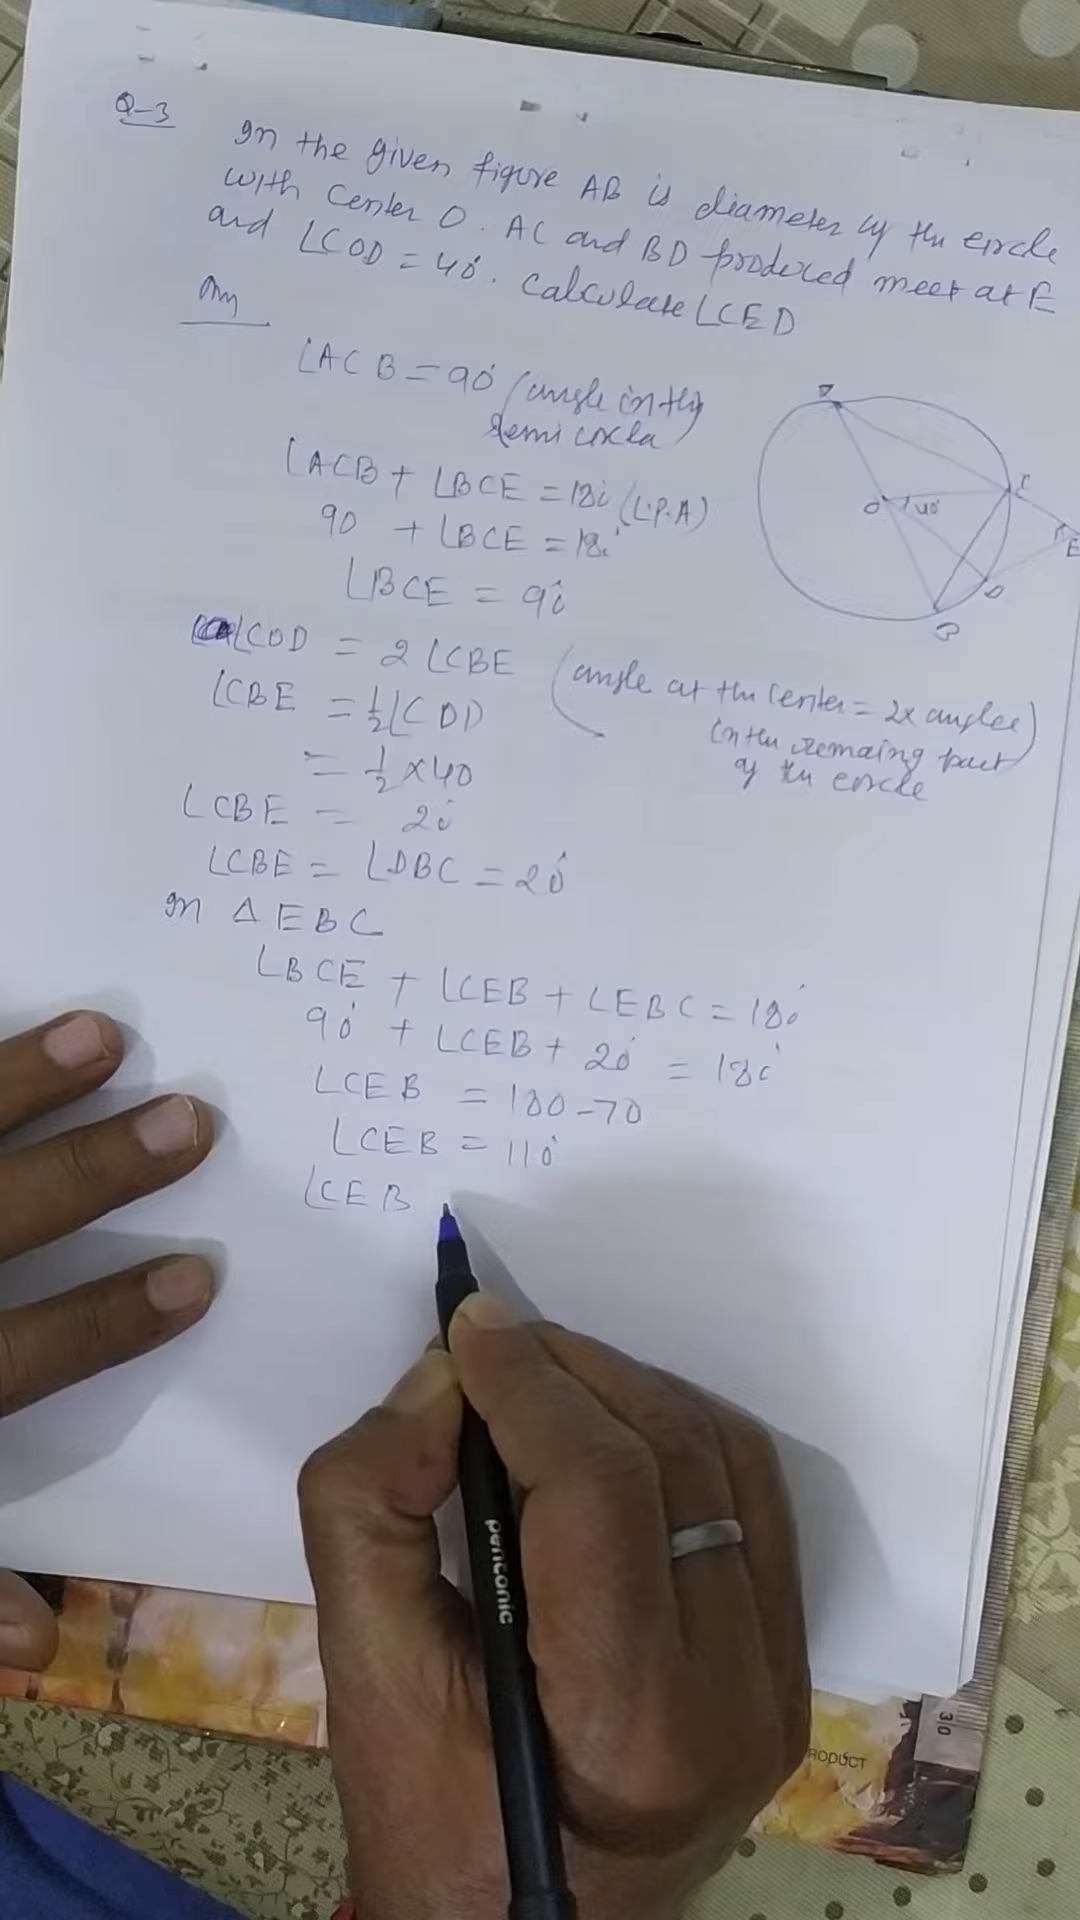 Q-3
In the given figure AB is diameter of the circle
with center O. AC and BD produced meet at E
and ∠COD = 40°. Calculate ∠CED
Ans
∠ACB = 90° (angle in the
semi circle)
∠ACB + ∠BCE = 180° (L.P.A)
90 + ∠BCE = 180°
∠BCE = 90°
∠COD = 2 ∠CBE (angle at the center = 2x angles
in the remaing part
of the circle)
∠CBE = 1/2 ∠COD
= 1/2 × 40
∠CBE = 20°
∠CBE = ∠DBC = 20°
In Δ EBC
∠BCE + ∠CEB + ∠EBC = 180°
90° + ∠CEB + 20° = 180°
∠CEB = 180-70
∠CEB = 110°
∠CEB
C
O 40°
E
D
B
pentonic
30
PRODUCT